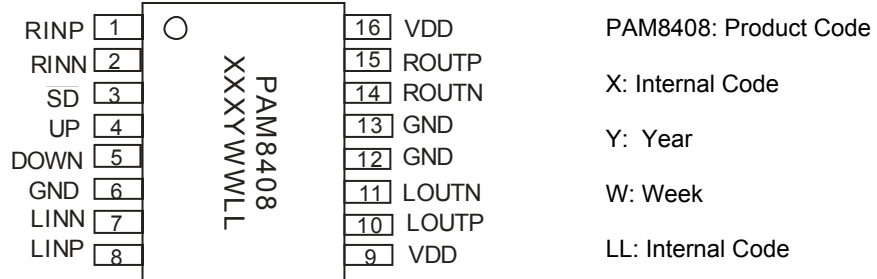 RINP 1 16 VDD
RINN 2 15 ROUTP
SD 3 14 ROUTN
UP 4 13 GND
DOWN 5 12 GND
GND 6 11 LOUTN
LINN 7 10 LOUTP
LINP 8 9 VDD
PAM8408
XXXYWWLL
PAM8408: Product Code
X: Internal Code
Y: Year
W: Week
LL: Internal Code